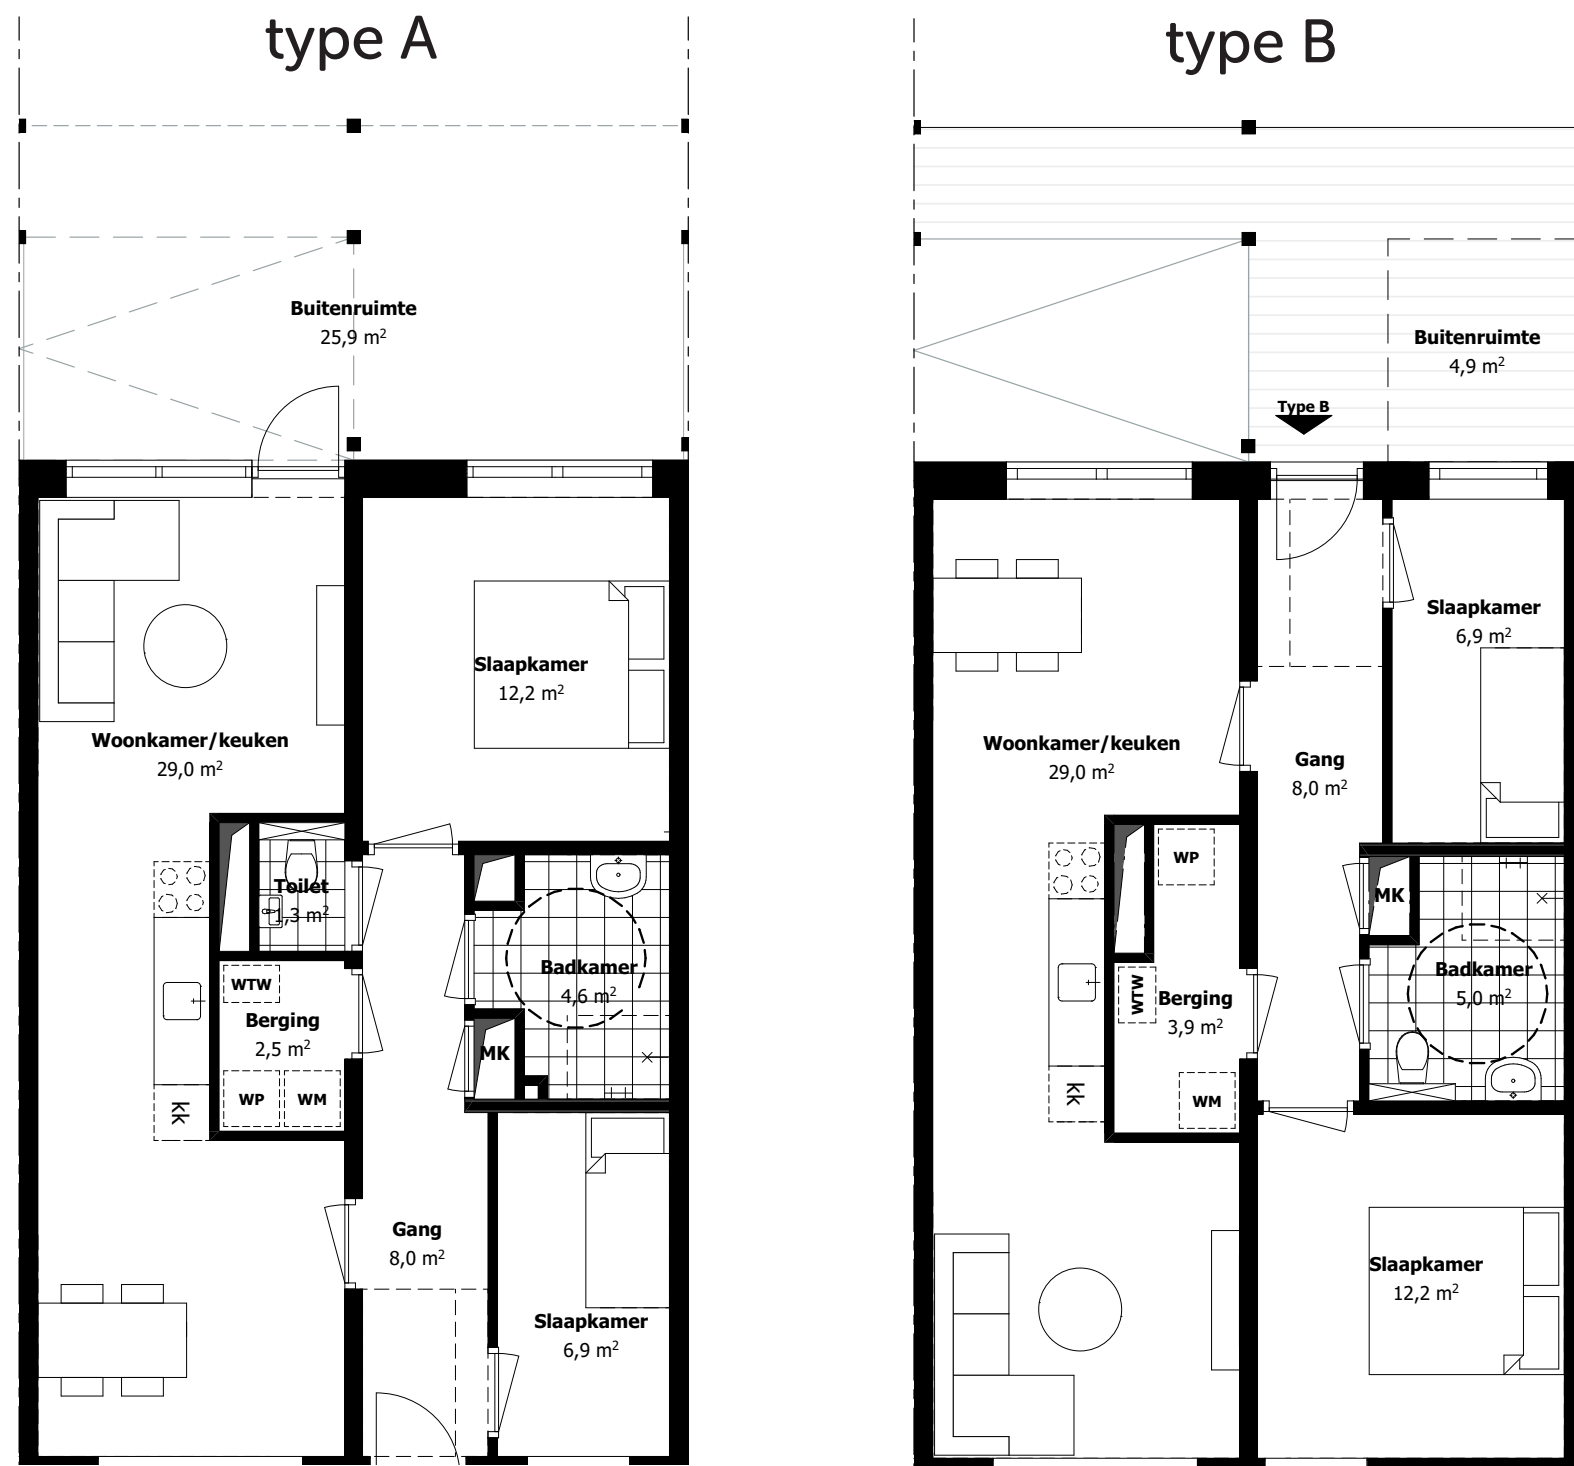 type A
Buitenruimte
25,9 m²
Slaapkamer
12,2 m²
Woonkamer/keuken
29,0 m²
Toilet
1,3 m²
Badkamer
4,6 m²
WTW
Berging
2,5 m²
MK
WP
WM
kk
Gang
8,0 m²
Slaapkamer
6,9 m²
type B
Buitenruimte
4,9 m²
Type B
Slaapkamer
6,9 m²
Woonkamer/keuken
29,0 m²
Gang
8,0 m²
WP
MK
Badkamer
5,0 m²
WTW
Berging
3,9 m²
kk
WM
Slaapkamer
12,2 m²